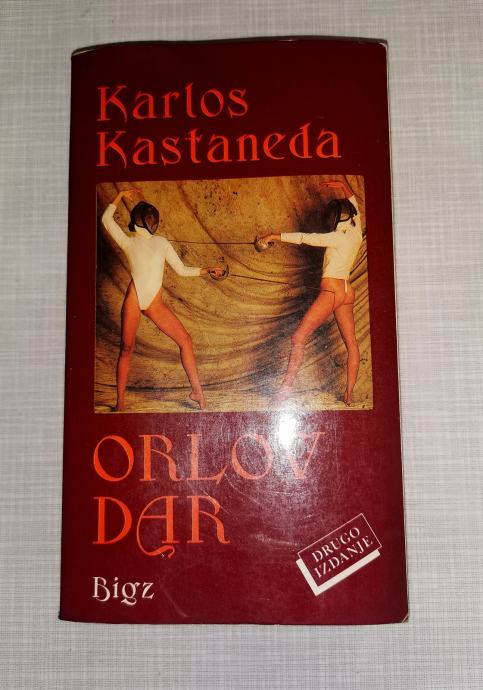 Karlos
Kastaneda
ORLOV
DAR
DRUGO
IZDANJE
Bigz